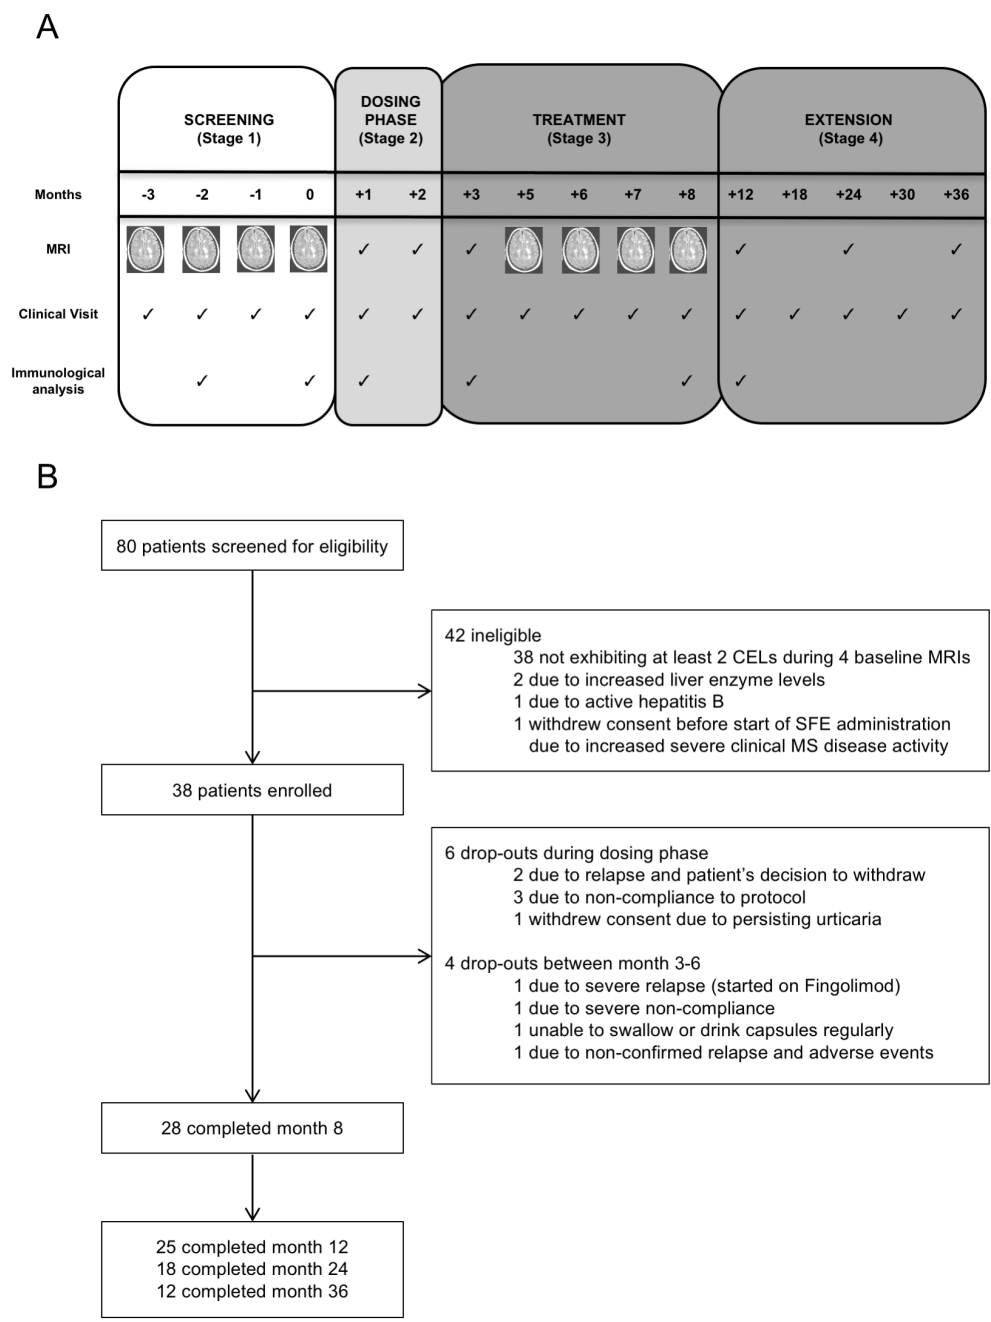 A
SCREENING
(Stage 1)
DOSING
PHASE
(Stage 2)
TREATMENT
(Stage 3)
EXTENSION
(Stage 4)
Months -3 -2 -1 0 +1 +2 +3 +5 +6 +7 +8 +12 +18 +24 +30 +36
MRI ✓ ✓ ✓ ✓ ✓ ✓
Clinical Visit ✓ ✓ ✓ ✓ ✓ ✓ ✓ ✓ ✓ ✓ ✓ ✓ ✓ ✓ ✓ ✓
Immunological
analysis ✓ ✓ ✓ ✓ ✓ ✓
B
80 patients screened for eligibility
42 ineligible
38 not exhibiting at least 2 CELs during 4 baseline MRIs
2 due to increased liver enzyme levels
1 due to active hepatitis B
1 withdrew consent before start of SFE administration
due to increased severe clinical MS disease activity
38 patients enrolled
6 drop-outs during dosing phase
2 due to relapse and patient's decision to withdraw
3 due to non-compliance to protocol
1 withdrew consent due to persisting urticaria
4 drop-outs between month 3-6
1 due to severe relapse (started on Fingolimod)
1 due to severe non-compliance
1 unable to swallow or drink capsules regularly
1 due to non-confirmed relapse and adverse events
28 completed month 8
25 completed month 12
18 completed month 24
12 completed month 36